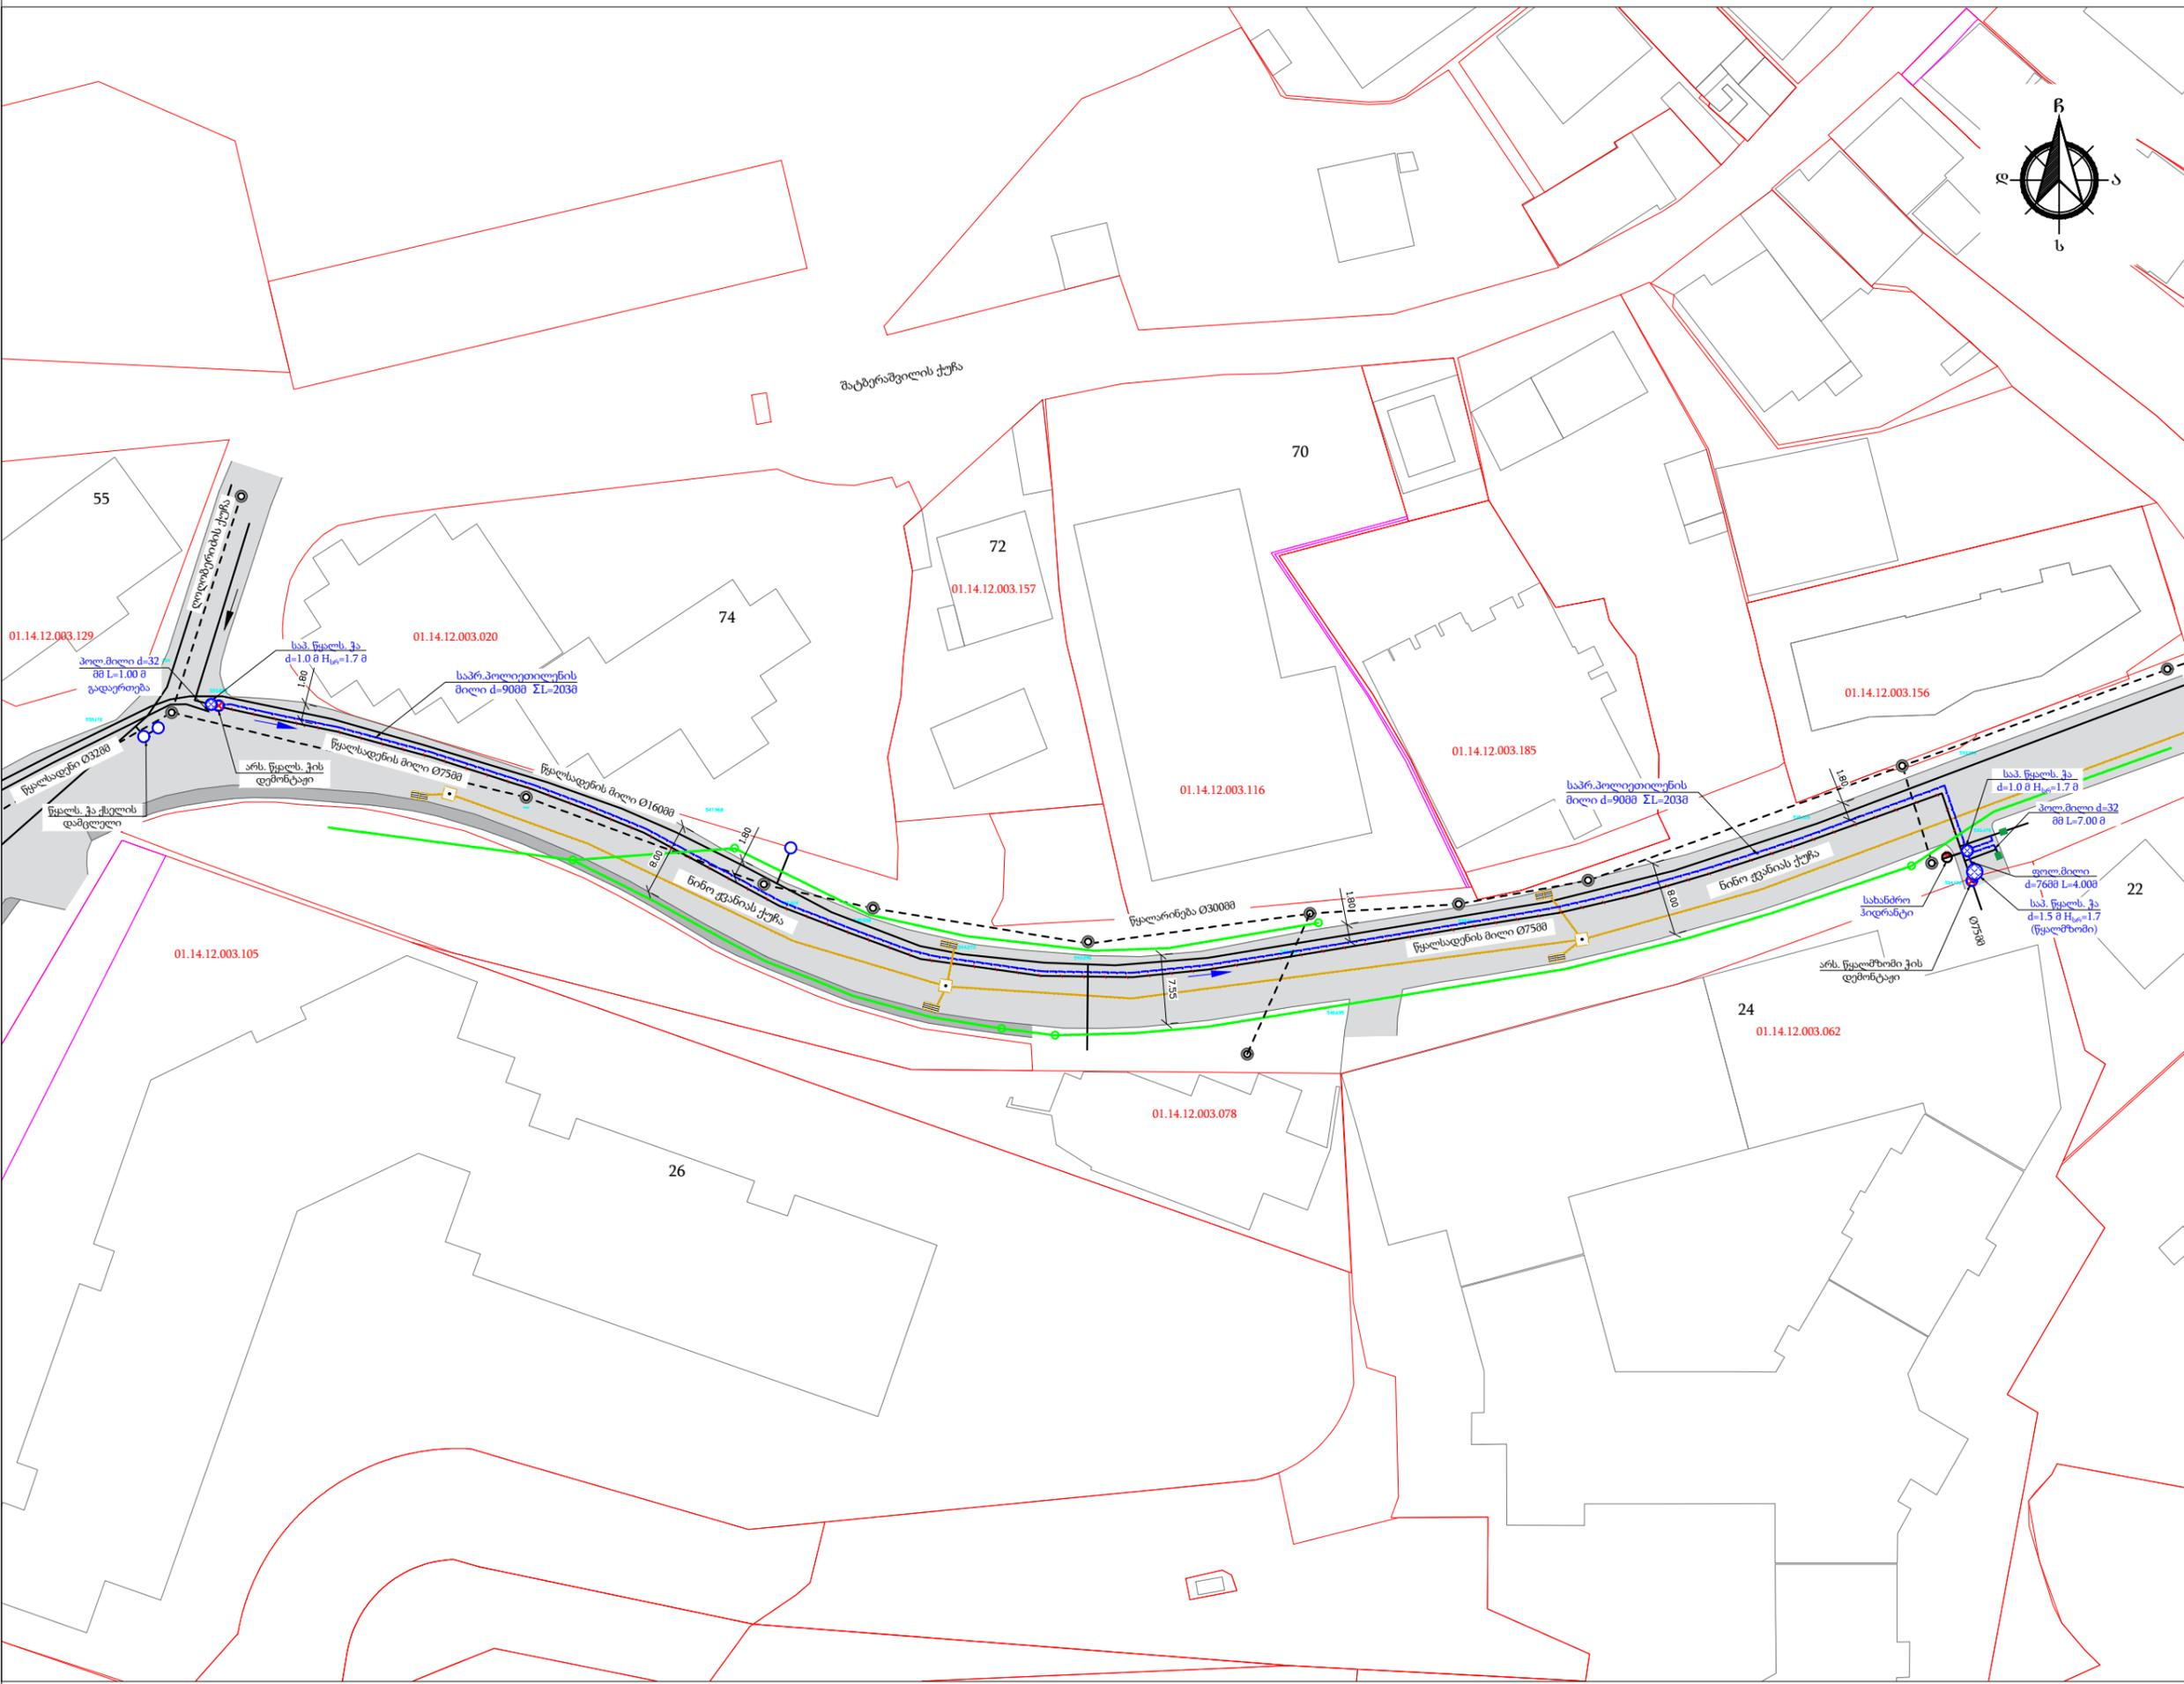 ჩ
დ
ა
ს
შატბერაშვილის ქუჩა
70
55
ღოღობერიძის ქუჩა
72
01.14.12.003.157
74
01.14.12.003.129
01.14.12.003.020
პოლ.მილი d=32
მმ L=1.00 მ
გადაერთება
საპ. წყალს. ჭა
d=1.0 მ Hსრ=1.7 მ
1.80
საპრ.პოლიეთილენის
მილი d=90მმ ΣL=203მ
01.14.12.003.156
01.14.12.003.185
01.14.12.003.116
წყალსადენი Ø32მმ
წყალსადენის მილი Ø75მმ
წყალსადენის მილი Ø160მმ
არს. წყალს. ჭის
დემონტაჟი
წყალს. ჭა ქსელის
დამცლელი
8.00
1.80
ნინო ჟვანიას ქუჩა
საპრ.პოლიეთილენის
მილი d=90მმ ΣL=203მ
1.80
საპ. წყალს. ჭა
d=1.0 მ Hსრ=1.7 მ
პოლ.მილი d=32
მმ L=7.00 მ
ნინო ჟვანიას ქუჩა
8.00
ფოლ.მილი
d=76მმ L=4.00მ
22
სახანძრო
ჰიდრანტი
საპ. წყალს. ჭა
d=1.5 მ Hსრ=1.7
(წყალმზომი)
Ø75მმ
წყალარინება Ø300მმ
1.80
წყალსადენის მილი Ø75მმ
7.55
არს. წყალმზომი ჭის
დემონტაჟი
01.14.12.003.105
24
01.14.12.003.062
01.14.12.003.078
26